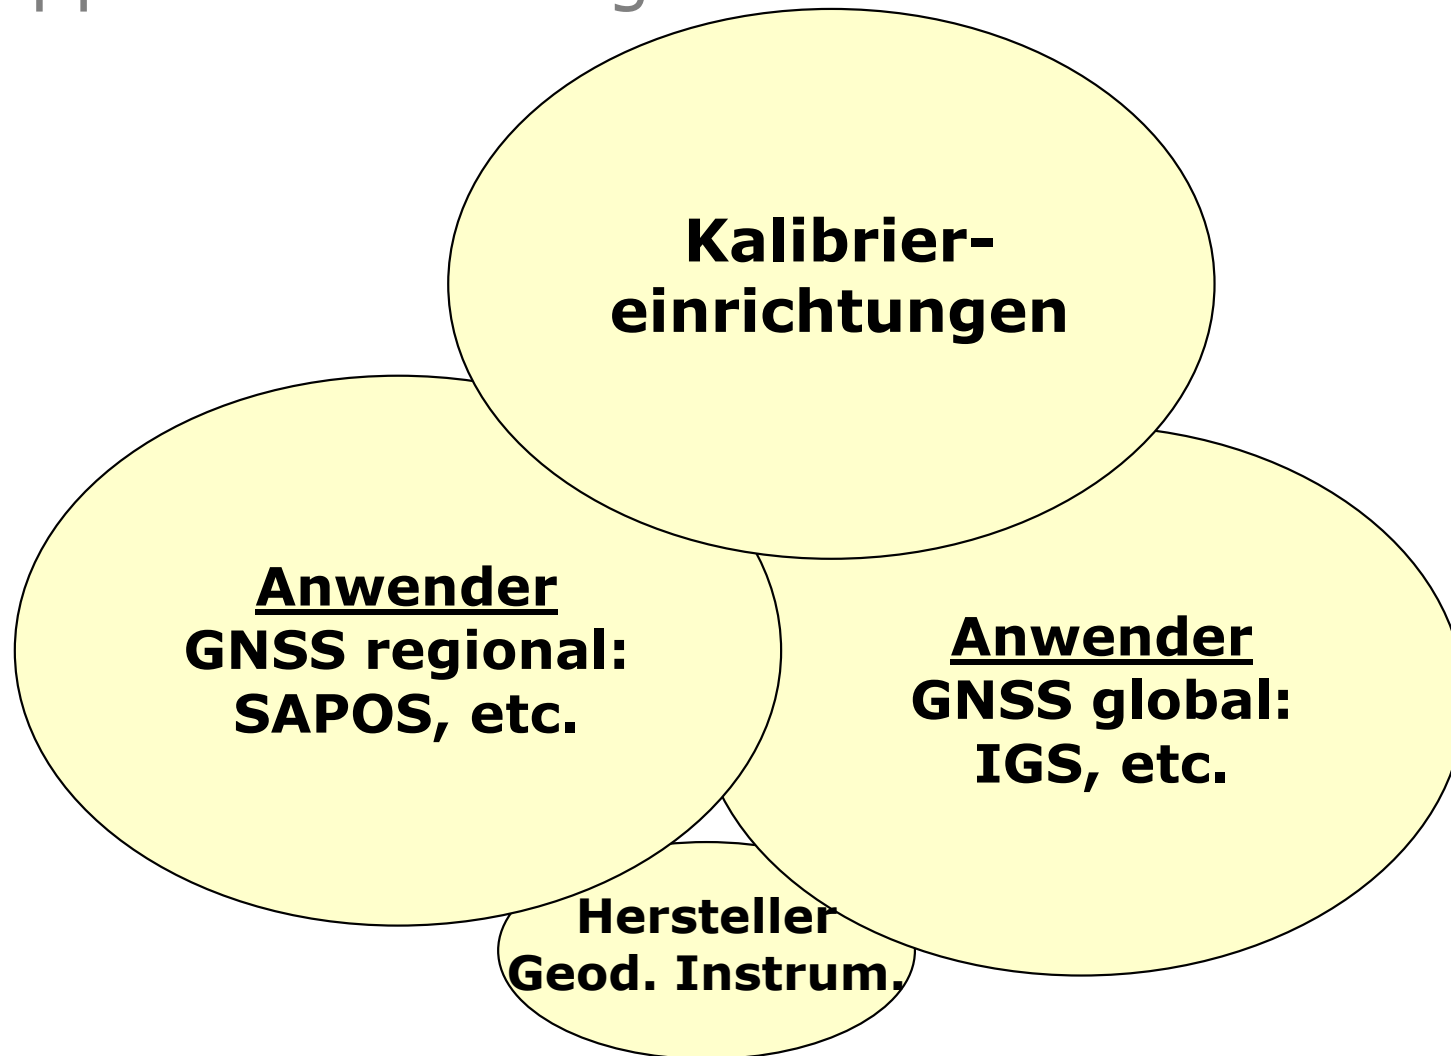 Kalibrier-
einrichtungen
Anwender
GNSS regional:
SAPOS, etc.
Anwender
GNSS global:
IGS, etc.
Hersteller
Geod. Instrum.